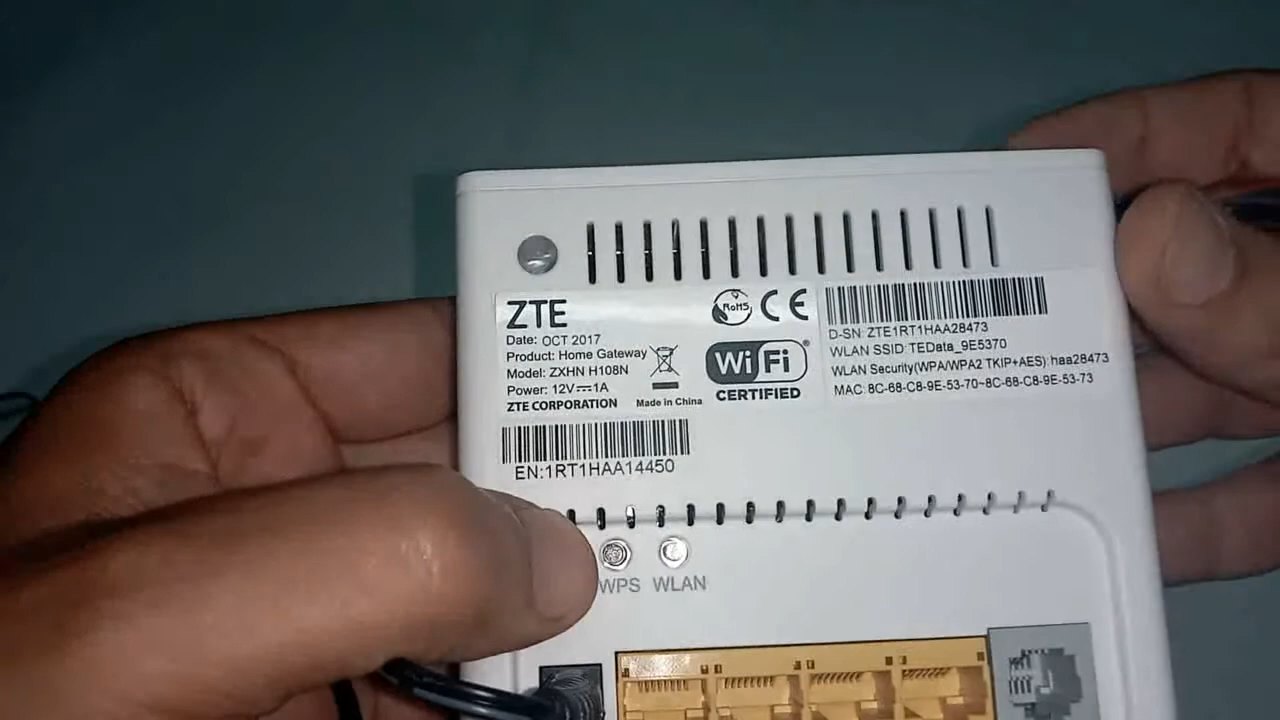 ZTE
RoHS
CE
Date: OCT 2017
Product: Home Gateway
Model: ZXHN H108N
Power: 12V⎓1A
ZTE CORPORATION
Made in China
Wi Fi®
CERTIFIED
D-SN: ZTE1RT1HAA28473
WLAN SSID: TEData_9E5370
WLAN Security(WPA/WPA2 TKIP+AES): haa28473
MAC: 8C-68-C8-9E-53-70~8C-68-C8-9E-53-73
EN:1RT1HAA14450
WPS WLAN